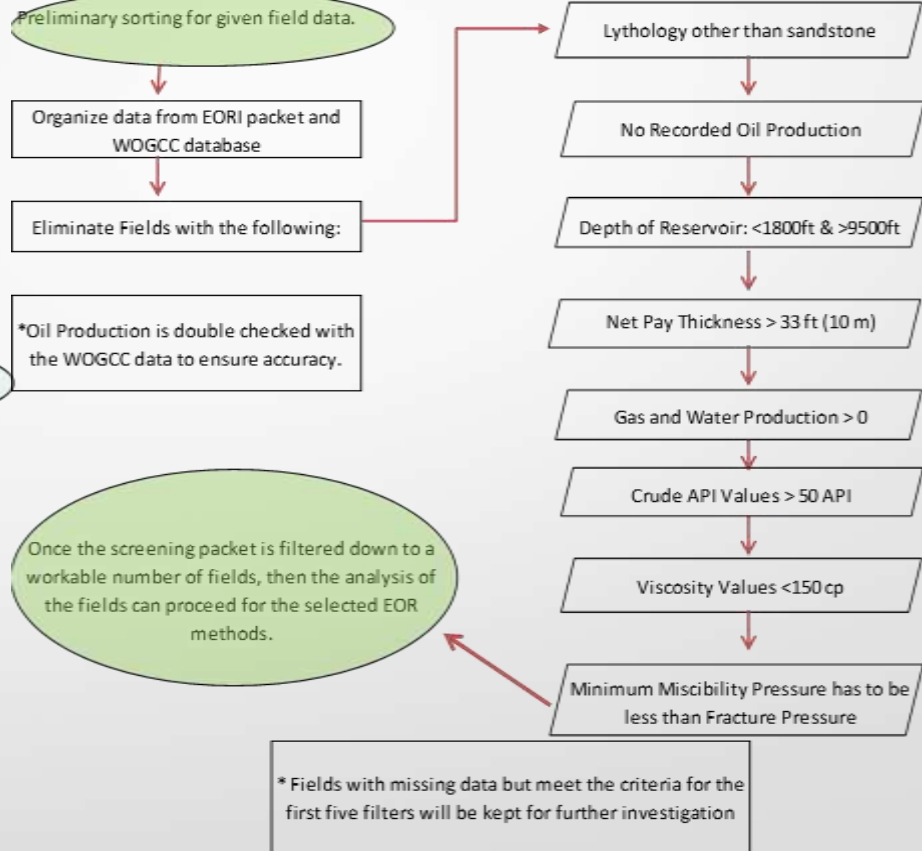 Preliminary sorting for given field data.
Organize data from EORI packet and
WOGCC database
Eliminate Fields with the following:
*Oil Production is double checked with
the WOGCC data to ensure accuracy.
Lythology other than sandstone
No Recorded Oil Production
Depth of Reservoir: <1800ft & >9500ft
Net Pay Thickness > 33 ft (10 m)
Gas and Water Production > 0
Crude API Values > 50 API
Viscosity Values <150 cp
Minimum Miscibility Pressure has to be
less than Fracture Pressure
Once the screening packet is filtered down to a
workable number of fields, then the analysis of
the fields can proceed for the selected EOR
methods.
* Fields with missing data but meet the criteria for the
first five filters will be kept for further investigation